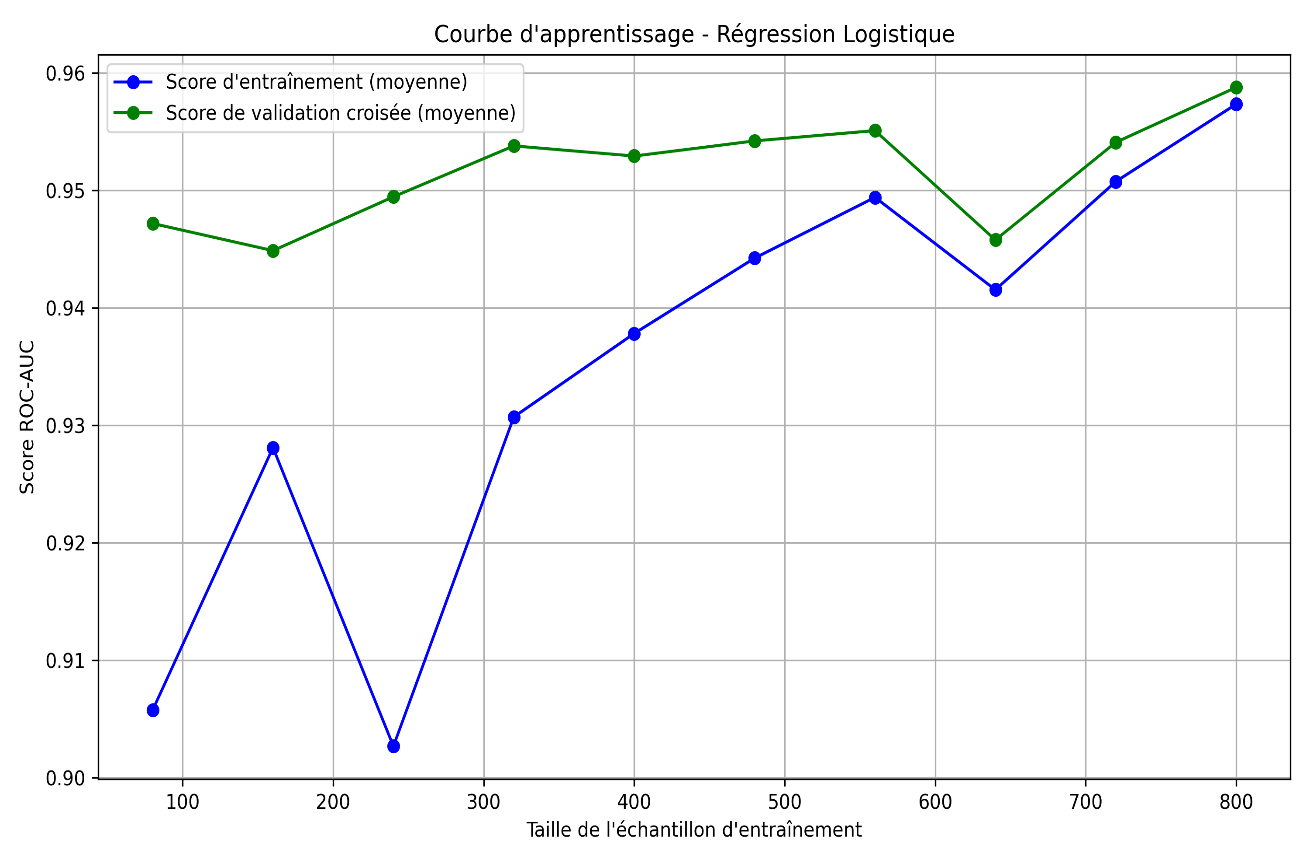 Courbe d'apprentissage - Régression Logistique
Score d'entraînement (moyenne)
Score de validation croisée (moyenne)
Score ROC-AUC
0.96
0.95
0.94
0.93
0.92
0.91
0.90
100 200 300 400 500 600 700 800
Taille de l'échantillon d'entraînement